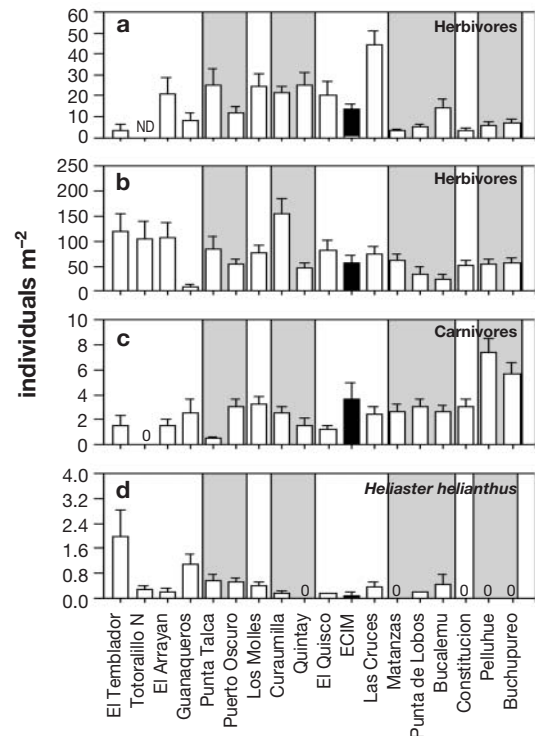 individuals m⁻²
a
Herbivores
60
50
40
30
20
10
0
ND
b
Herbivores
250
200
150
100
50
0
c
Carnivores
10
8
6
4
2
0
0
d
Heliaster helianthus
4.0
3.2
2.4
1.6
0.8
0.0
0
0
0
0
0
El Temblador
Totoralillo N
El Arrayan
Guanaqueros
Punta Talca
Puerto Oscuro
Los Molles
Curaumilla
Quintay
El Quisco
ECIM
Las Cruces
Matanzas
Punta de Lobos
Bucalemu
Constitucion
Pelluhue
Buchupureo